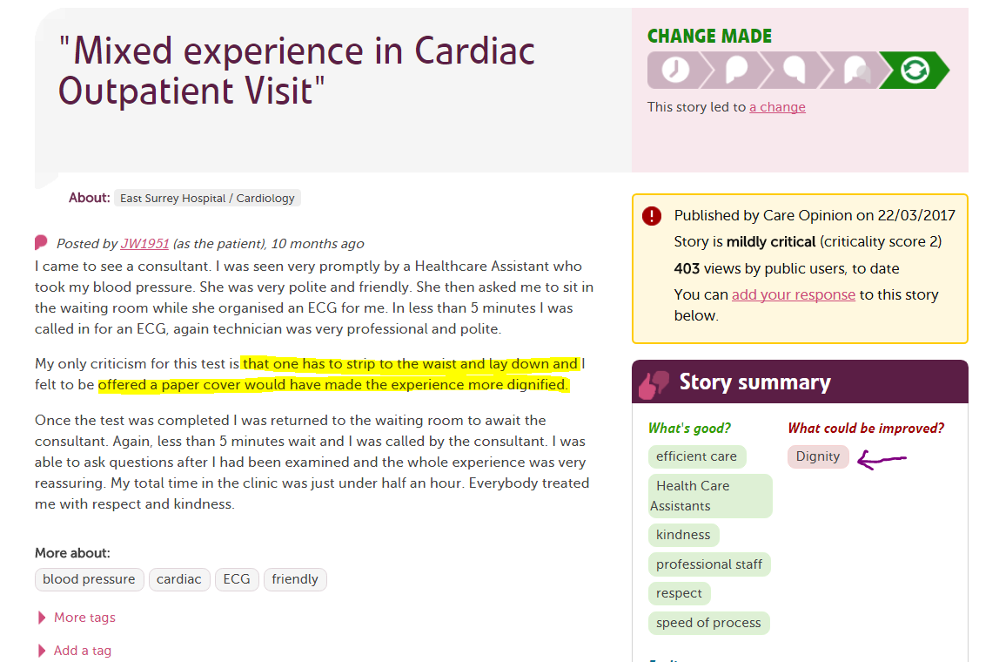 "Mixed experience in Cardiac
Outpatient Visit"
CHANGE MADE
This story led to a change
About: East Surrey Hospital / Cardiology
Posted by JW1951 (as the patient), 10 months ago
I came to see a consultant. I was seen very promptly by a Healthcare Assistant who
took my blood pressure. She was very polite and friendly. She then asked me to sit in
the waiting room while she organised an ECG for me. In less than 5 minutes I was
called in for an ECG, again technician was very professional and polite.
My only criticism for this test is that one has to strip to the waist and lay down and I
felt to be offered a paper cover would have made the experience more dignified.
Once the test was completed I was returned to the waiting room to await the
consultant. Again, less than 5 minutes wait and I was called by the consultant. I was
able to ask questions after I had been examined and the whole experience was very
reassuring. My total time in the clinic was just under half an hour. Everybody treated
me with respect and kindness.
More about:
blood pressure cardiac ECG friendly
More tags
Add a tag
Published by Care Opinion on 22/03/2017
Story is mildly critical (criticality score 2)
403 views by public users, to date
You can add your response to this story
below.
Story summary
What's good? What could be improved?
efficient care Dignity
Health Care
Assistants
kindness
professional staff
respect
speed of process